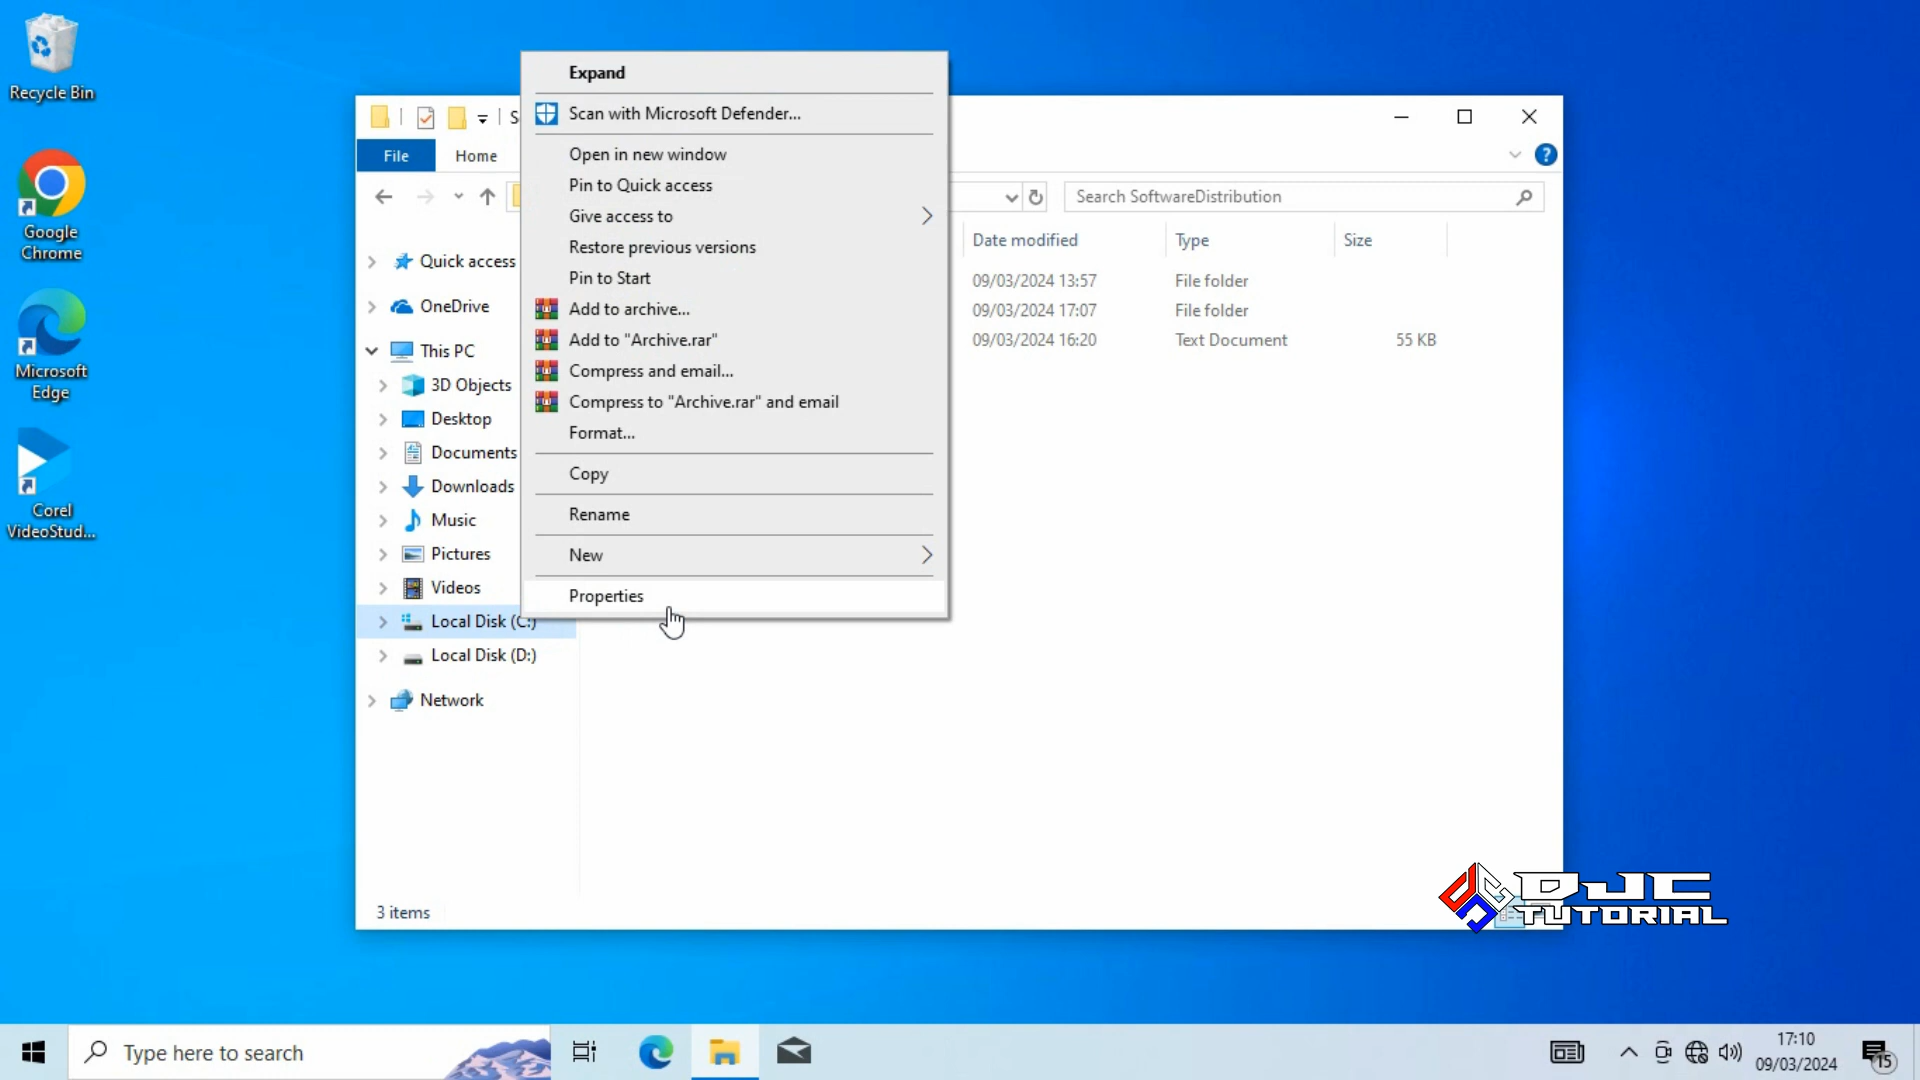 Recycle Bin
Google
Chrome
Microsoft
Edge
Corel
VideoStud...
S
File
Home
Search SoftwareDistribution
Expand
Scan with Microsoft Defender...
Open in new window
Pin to Quick access
Give access to
Restore previous versions
Pin to Start
Add to archive...
Add to "Archive.rar"
Compress and email...
Compress to "Archive.rar" and email
Format...
Copy
Rename
New
Properties
Quick access
OneDrive
This PC
3D Objects
Desktop
Documents
Downloads
Music
Pictures
Videos
Local Disk (C:)
Local Disk (D:)
Network
Date modified Type Size
09/03/2024 13:57 File folder
09/03/2024 17:07 File folder
09/03/2024 16:20 Text Document 55 KB
3 items
DJC
TUTORIAL
Type here to search
17:10
09/03/2024
15